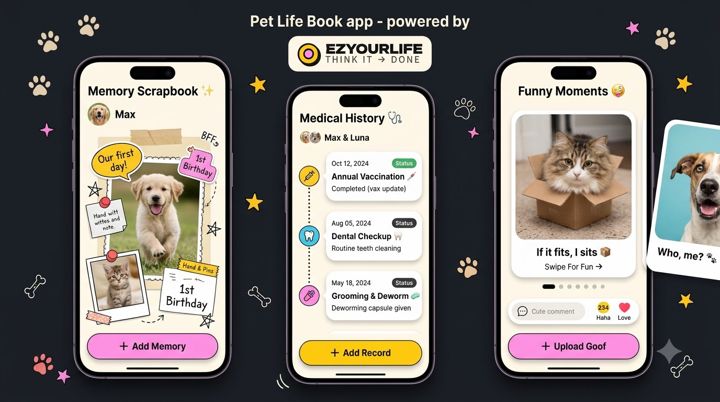 Pet Life Book app - powered by
EZYOURLIFE
THINK IT → DONE
Memory Scrapbook ✨
Max
BFF
Our first
day!
1st
Birthday
Hand witt
wittes and
note.
Hand & Pins
1st
Birthday
+ Add Memory
Medical History 🩺
Max & Luna
Oct 12, 2024
Status
Annual Vaccination 💉
Completed (vax update)
Aug 05, 2024
Status
Dental Checkup 🦷
Routine teeth cleaning
May 18, 2024
Status
Grooming & Deworm 🧼
Deworming capsule given
+ Add Record
Funny Moments 🤪
If it fits, I sits 📦
Swipe For Fun →
Cute comment
234
Haha
Love
+ Upload Goof
Who, me? 🐾